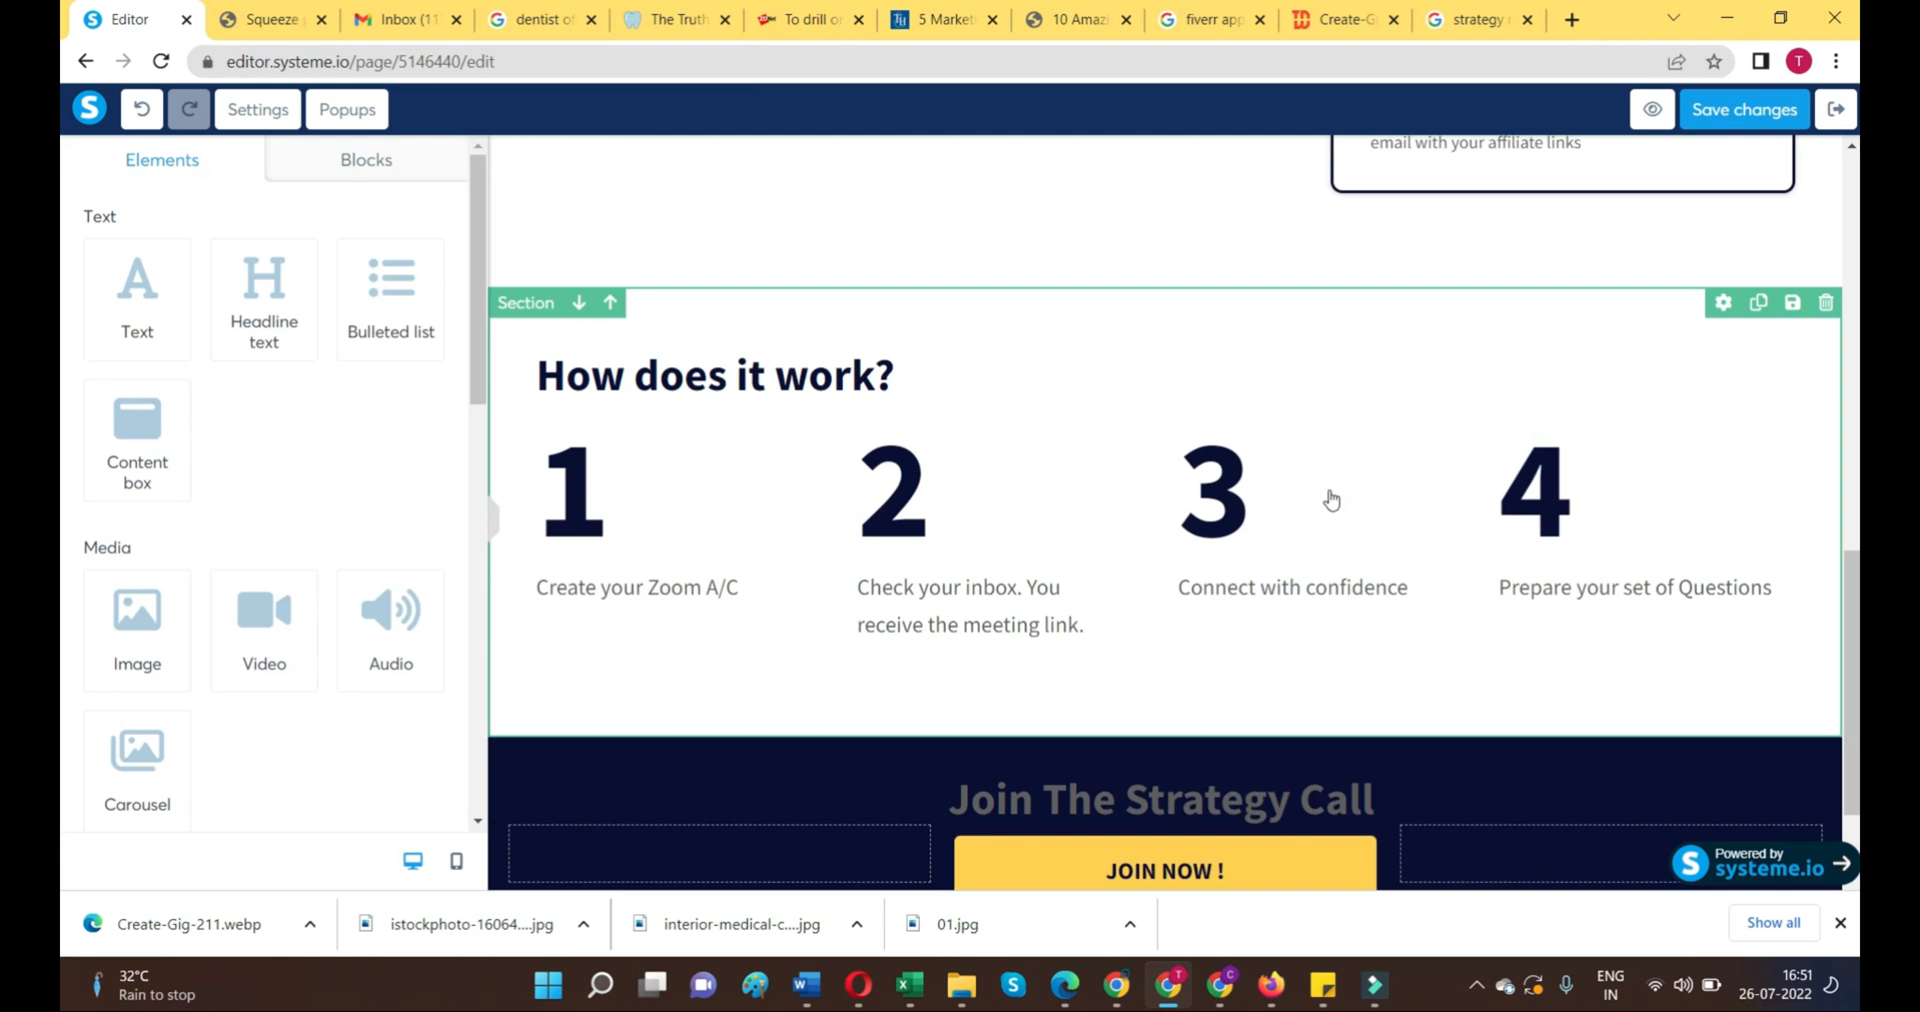 Editor
Squeeze
Inbox (11
dentist of
The Truth
To drill or
5 Market
10 Amazi
fiverr app
Create-G
strategy
editor.systeme.io/page/5146440/edit
T
S
Settings
Popups
Save changes
Elements
Blocks
email with your affiliate links
Text
A
H
Text
Headline
text
Bulleted list
Section
How does it work?
1
2
3
4
Content
box
Create your Zoom A/C
Check your inbox. You
receive the meeting link.
Connect with confidence
Prepare your set of Questions
Media
Image
Video
Audio
Carousel
Join The Strategy Call
JOIN NOW !
Powered by
systeme.io
Create-Gig-211.webp
istockphoto-16064....jpg
interior-medical-c....jpg
01.jpg
Show all
32°C
Rain to stop
ENG
IN
16:51
26-07-2022